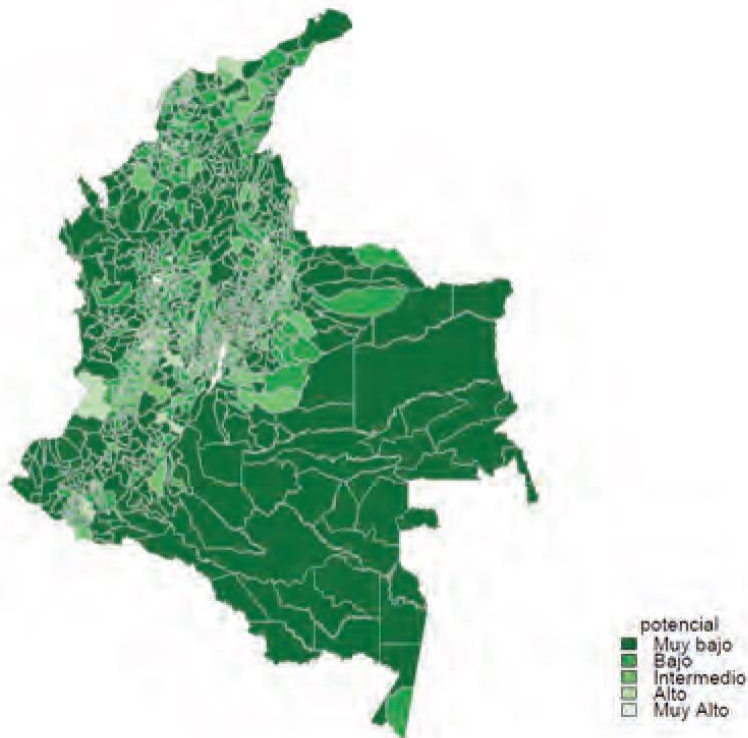 potencial
Muy bajo
Bajo
Intermedio
Alto
Muy Alto